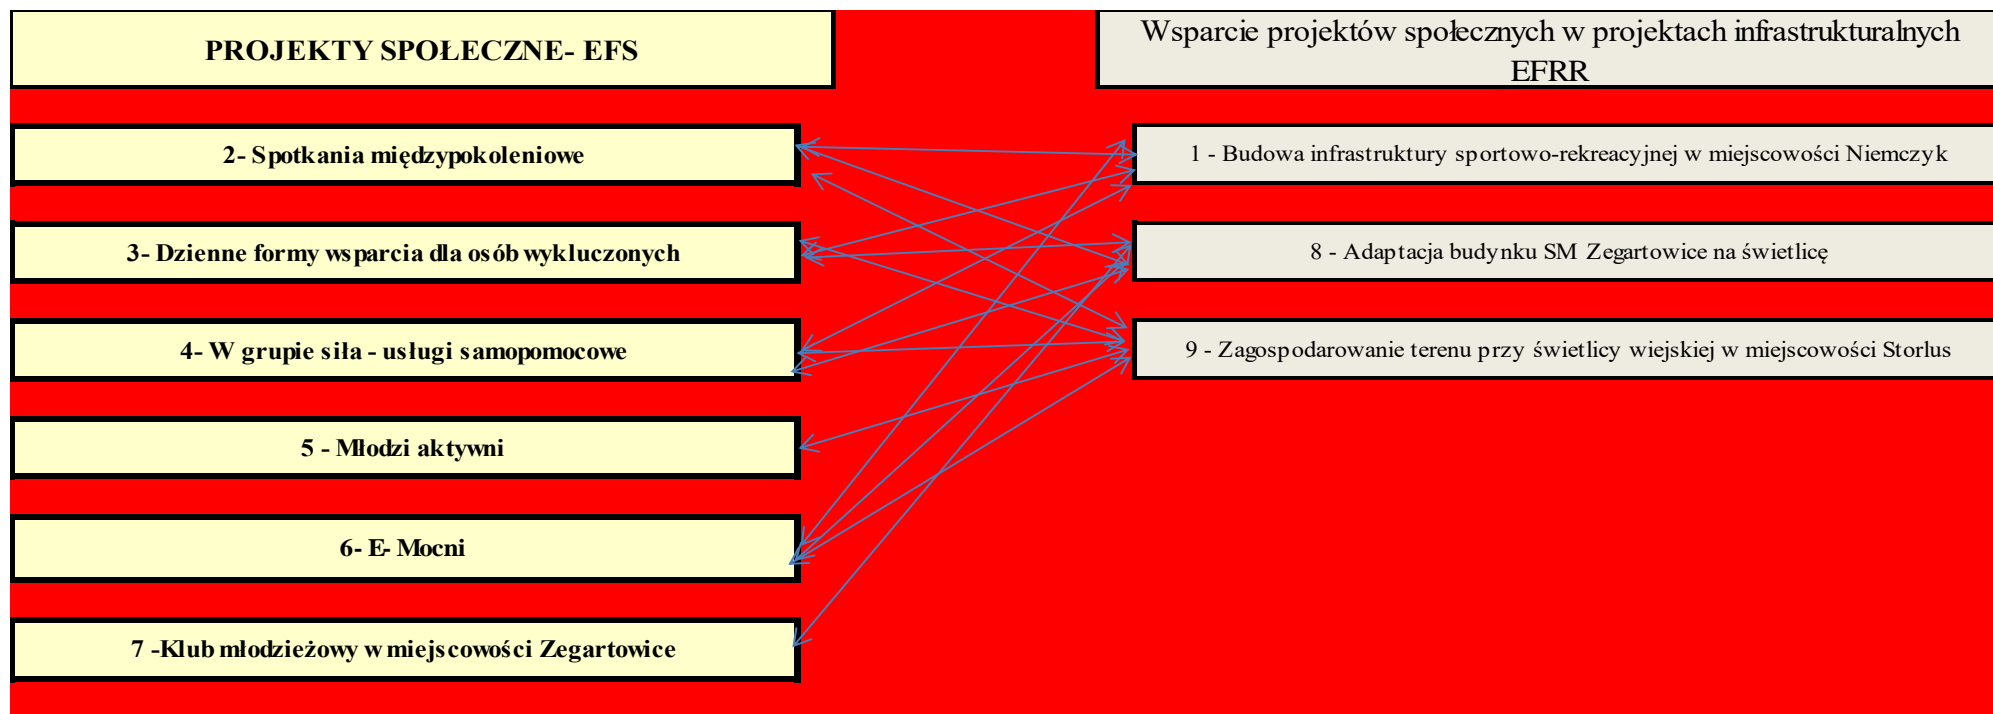 PROJEKTY SPOŁECZNE- EFS
Wsparcie projektów społecznych w projektach infrastrukturalnych
EFRR
2- Spotkania międzypokoleniowe
1 - Budowa infrastruktury sportowo-rekreacyjnej w miejscowości Niemczyk
3- Dzienne formy wsparcia dla osób wykluczonych
8 - Adaptacja budynku SM Zegartowice na świetlicę
4- W grupie siła - usługi samopomocowe
9 - Zagospodarowanie terenu przy świetlicy wiejskiej w miejscowości Storlus
5 - Młodzi aktywni
6- E- Mocni
7 -Klub młodzieżowy w miejscowości Zegartowice